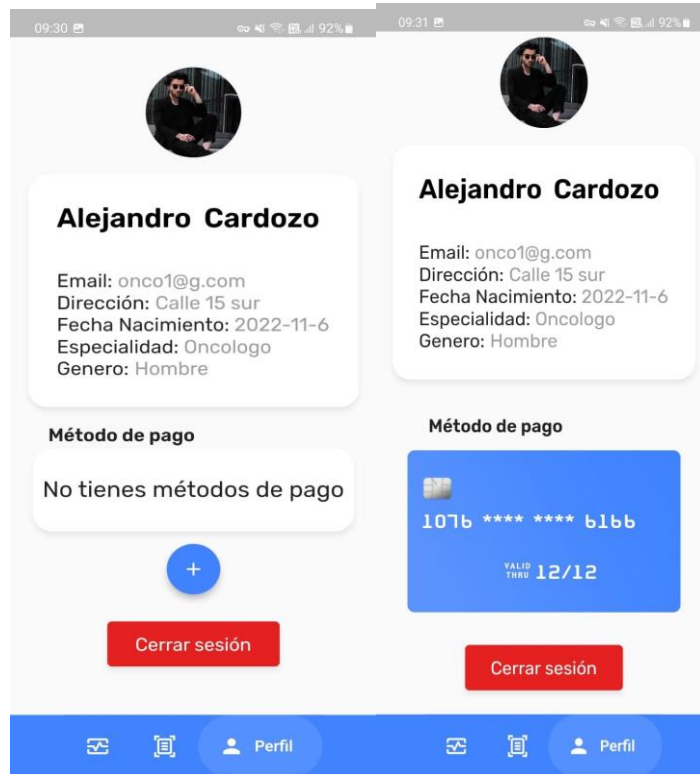 09:30
92%
Alejandro Cardozo
Email: onco1@g.com
Dirección: Calle 15 sur
Fecha Nacimiento: 2022-11-6
Especialidad: Oncologo
Genero: Hombre
Método de pago
No tienes métodos de pago
+
Cerrar sesión
Perfil
09:31
92%
Alejandro Cardozo
Email: onco1@g.com
Dirección: Calle 15 sur
Fecha Nacimiento: 2022-11-6
Especialidad: Oncologo
Genero: Hombre
Método de pago
1076 **** **** 6166
VALID THRU 12/12
Cerrar sesión
Perfil